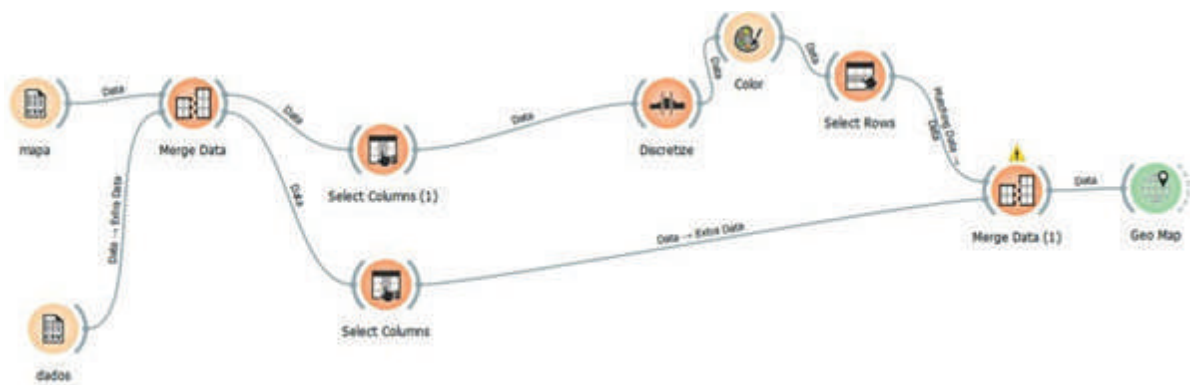 Color
Data
Data
Data
Data
Data
Select Rows
mapa
Merge Data
Discretize
Matching Data →
Data
Select Columns (1)
Data
Data
Merge Data (1)
Geo Map
Data → Extra Data
Data → Extra Data
Select Columns
dados